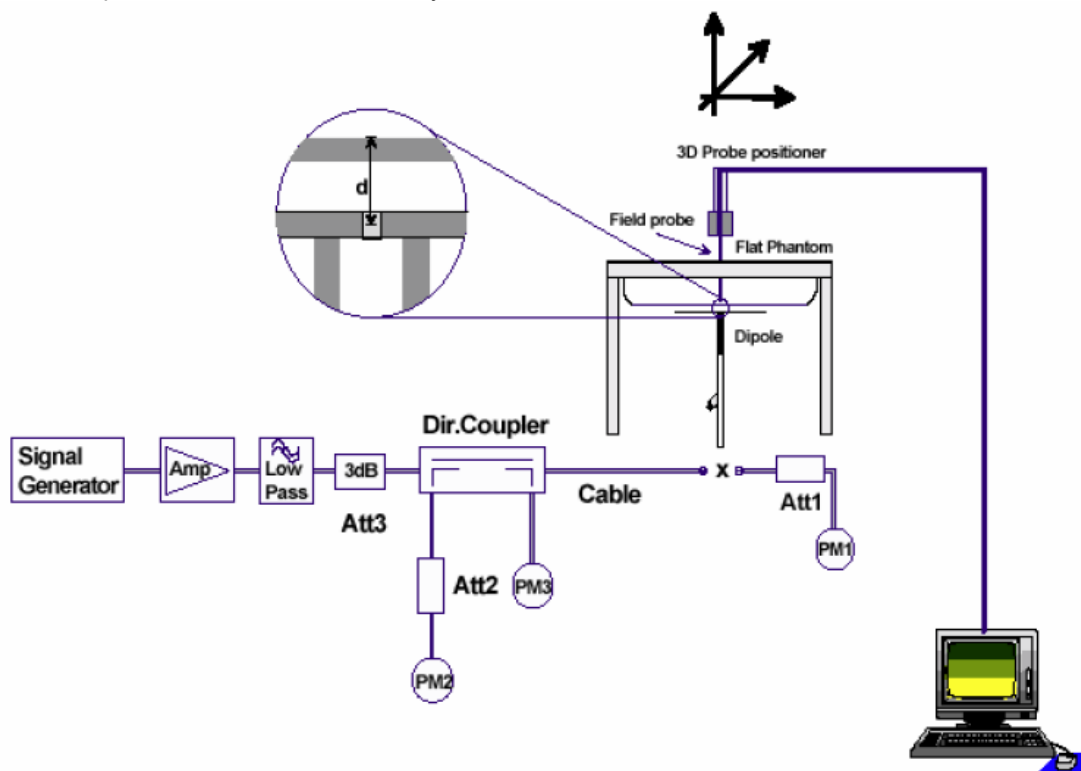 3D Probe positioner
d
Field probe
Flat Phantom
Dipole
Dir.Coupler
Signal
Generator
Amp
Low
Pass
3dB
Cable
x
Att1
Att3
PM1
Att2
PM3
PM2